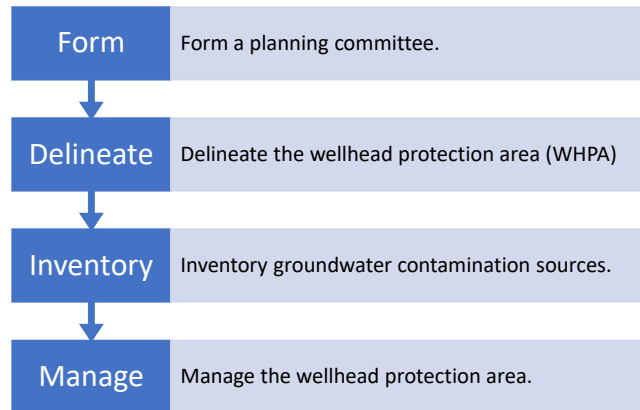 Form
Form a planning committee.
Delineate
Delineate the wellhead protection area (WHPA)
Inventory
Inventory groundwater contamination sources.
Manage
Manage the wellhead protection area.